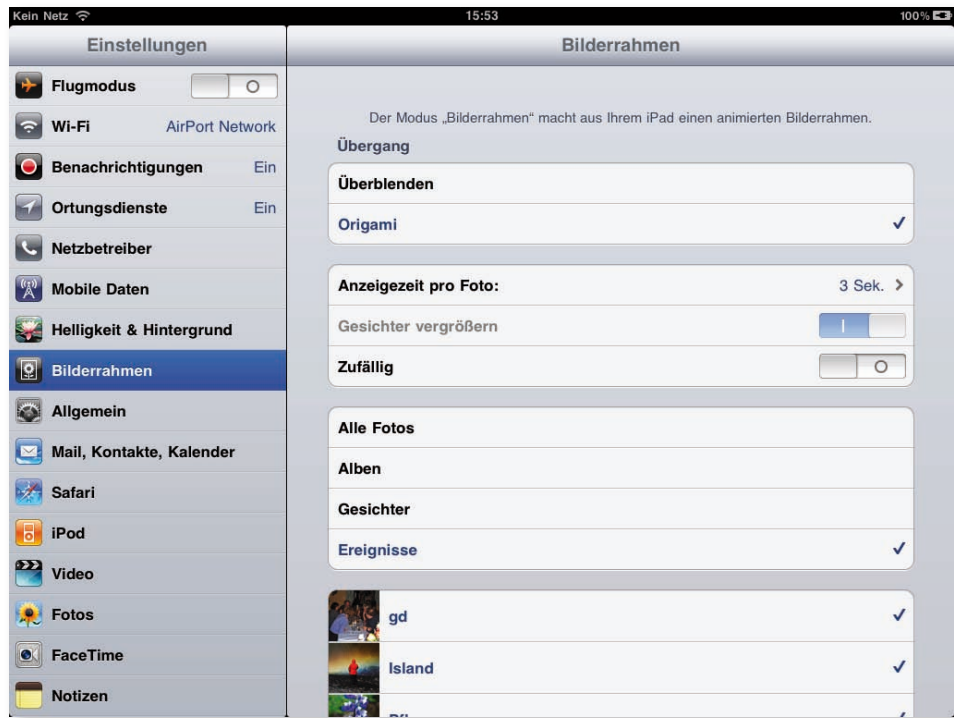 Kein Netz 15:53 100%
Einstellungen
Flugmodus
Wi-Fi AirPort Network
Benachrichtigungen Ein
Ortungsdienste Ein
Netzbetreiber
Mobile Daten
Helligkeit & Hintergrund
Bilderrahmen
Allgemein
Mail, Kontakte, Kalender
Safari
iPod
Video
Fotos
FaceTime
Notizen
Bilderrahmen
Der Modus „Bilderrahmen“ macht aus Ihrem iPad einen animierten Bilderrahmen.
Übergang
Überblenden
Origami
Anzeigezeit pro Foto: 3 Sek.
Gesichter vergrößern
Zufällig
Alle Fotos
Alben
Gesichter
Ereignisse
gd
Island